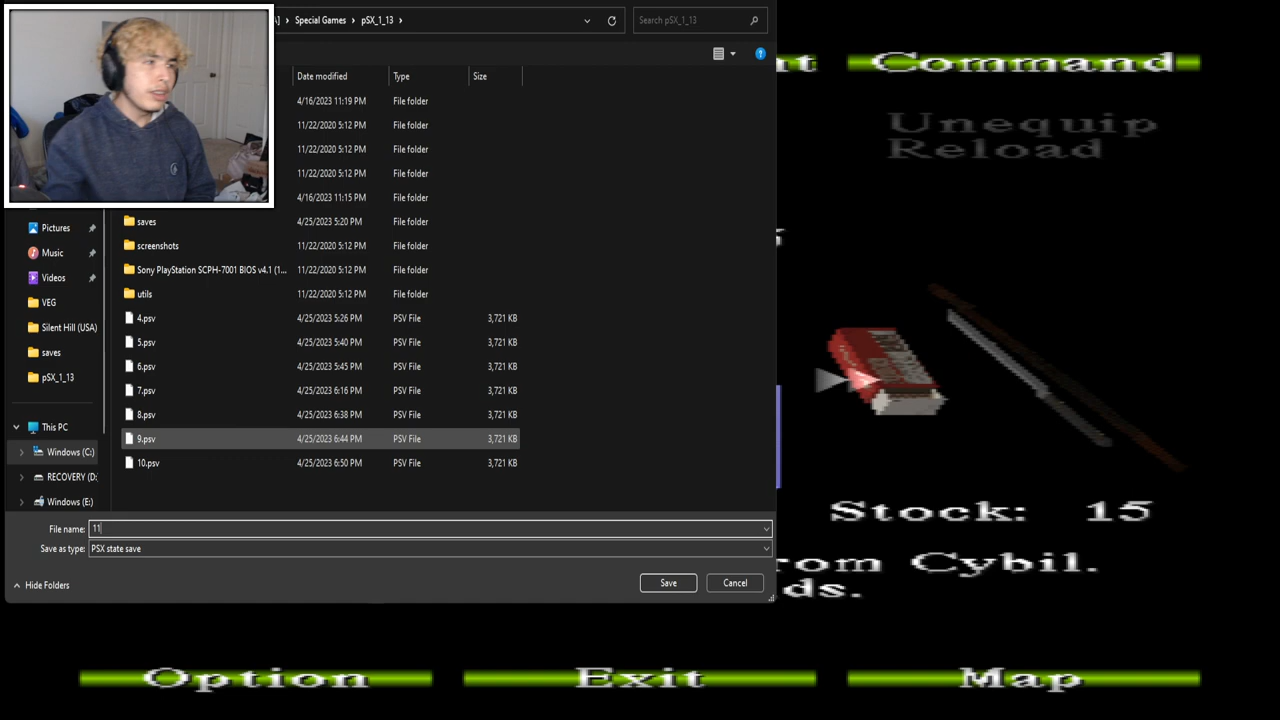 Special Games › pSX_1_13 ›
Search pSX_1_13
Date modified Type Size
4/16/2023 11:19 PM File folder
11/22/2020 5:12 PM File folder
11/22/2020 5:12 PM File folder
11/22/2020 5:12 PM File folder
4/16/2023 11:15 PM File folder
saves 4/25/2023 5:20 PM File folder
screenshots 11/22/2020 5:12 PM File folder
Sony PlayStation SCPH-7001 BIOS v4.1 (1... 11/22/2020 5:12 PM File folder
utils 11/22/2020 5:12 PM File folder
4.psv 4/25/2023 5:26 PM PSV File 3,721 KB
5.psv 4/25/2023 5:40 PM PSV File 3,721 KB
6.psv 4/25/2023 5:45 PM PSV File 3,721 KB
7.psv 4/25/2023 6:16 PM PSV File 3,721 KB
8.psv 4/25/2023 6:38 PM PSV File 3,721 KB
9.psv 4/25/2023 6:44 PM PSV File 3,721 KB
10.psv 4/25/2023 6:50 PM PSV File 3,721 KB
Pictures
Music
Videos
VEG
Silent Hill (USA)
saves
pSX_1_13
This PC
Windows (C:)
RECOVERY (D:
Windows (E:)
File name: 11
Save as type: PSX state save
Hide Folders
Save
Cancel
Command
Unequip
Reload
Stock: 15
rom Cybil.
ds.
Option
Exit
Map